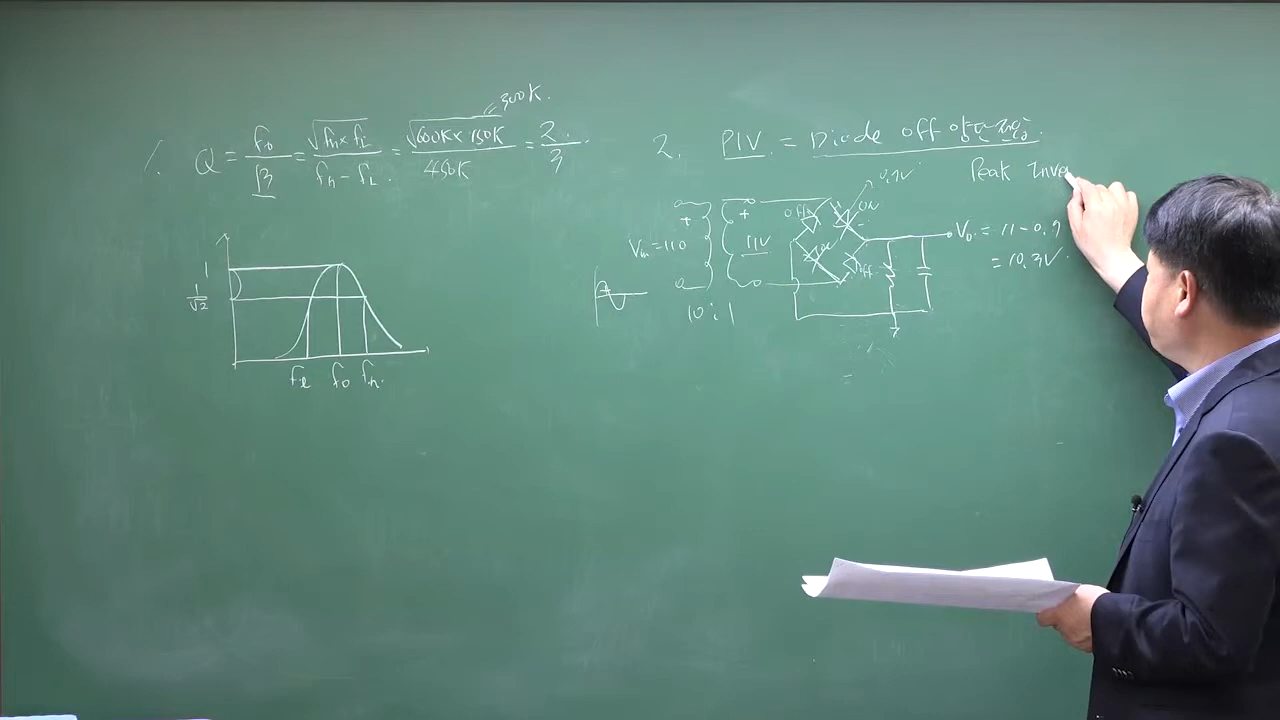 1. Q = f₀/B = √(fh × fL)/(fh − fL) = √(600K × 150K)/450K = 2/3
300K.
1
1/√2
fl f₀ fh.
2. PIV = Diode off 양단전압.
Peak Inve
0.7V
off ON
+ +
Vin = 110 11V
off
10 : 1
V₀ = 11 − 0.7
= 10.3V.